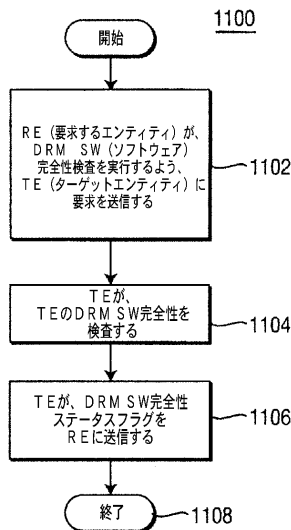 1100
開始
RE（要求するエンティティ）が、
DRM SW（ソフトウェア）
完全性検査を実行するよう、
TE（ターゲットエンティティ）に
要求を送信する
1102
TEが、
TEのDRM SW完全性を
検査する
1104
TEが、DRM SW完全性
ステータスフラグを
REに送信する
1106
終了
1108